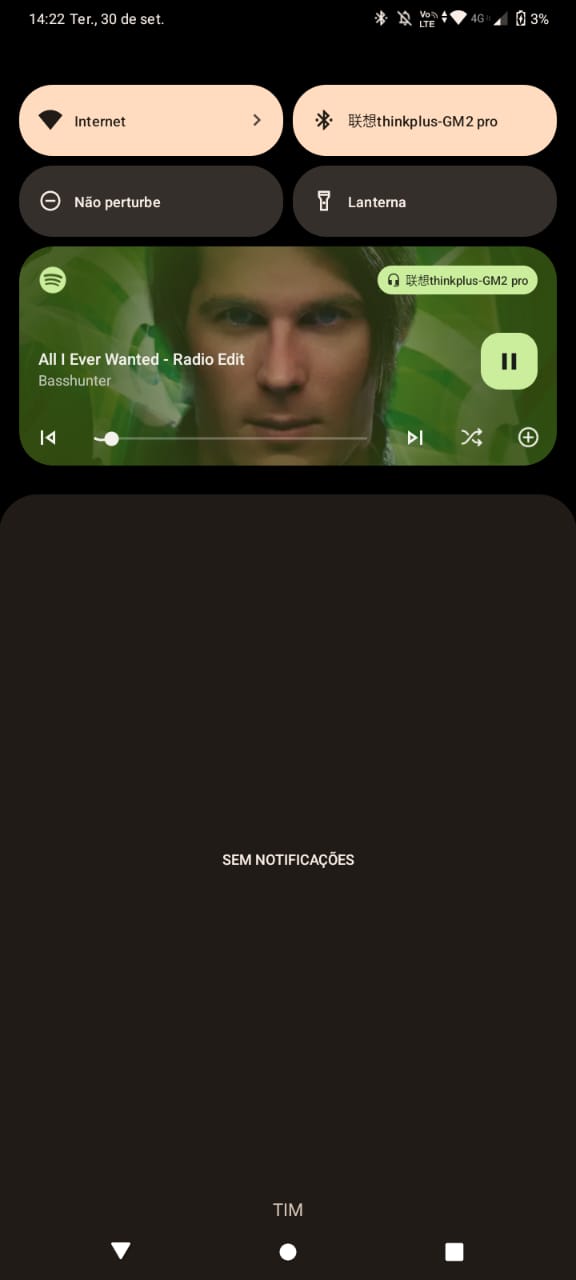 14:22 Ter., 30 de set.
Vo LTE 4G 3%
Internet
联想thinkplus-GM2 pro
Não perturbe
Lanterna
联想thinkplus-GM2 pro
All I Ever Wanted - Radio Edit
Basshunter
SEM NOTIFICAÇÕES
TIM